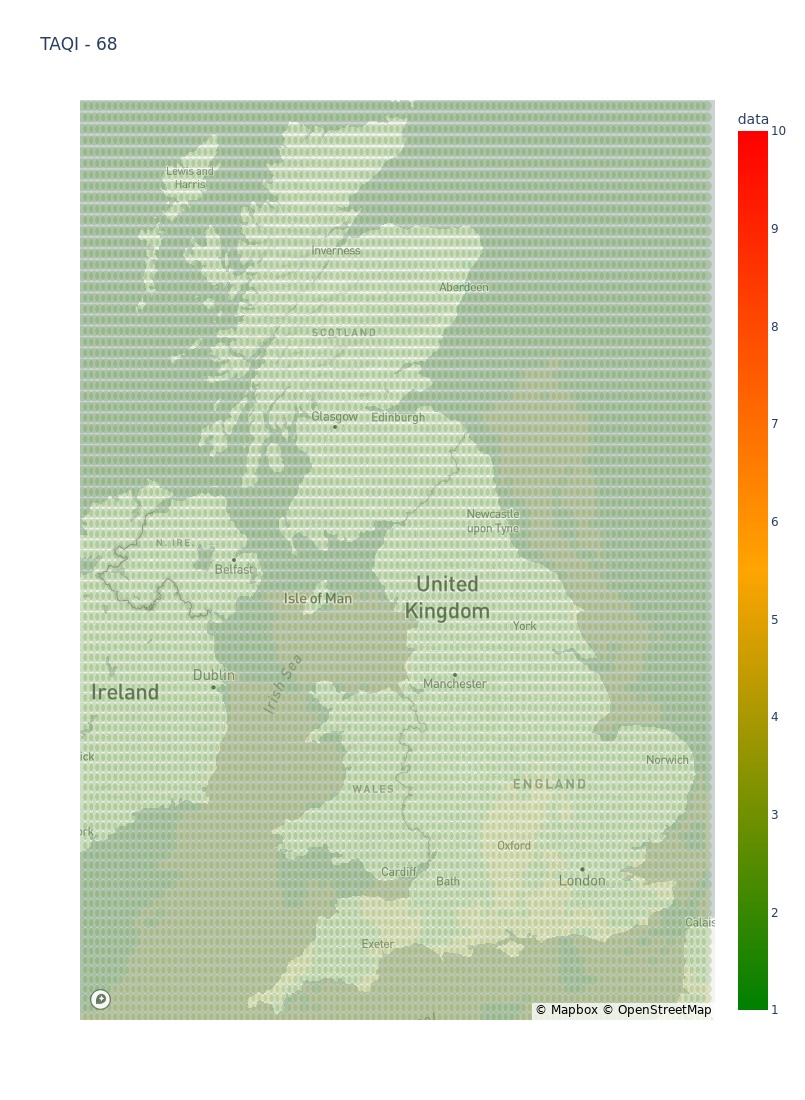 TAQI - 68
data
10
Lewis and
Harris
9
Inverness
Aberdeen
SCOTLAND
8
Glasgow
Edinburgh
7
Newcastle
upon Tyne
6
N. IRE.
Belfast
United
Kingdom
Isle of Man
York
5
Dublin
Irish Sea
Manchester
Ireland
4
ick
Norwich
WALES
ENGLAND
3
rk
Oxford
Cardiff
Bath
London
2
Calais
Exeter
© Mapbox © OpenStreetMap
1